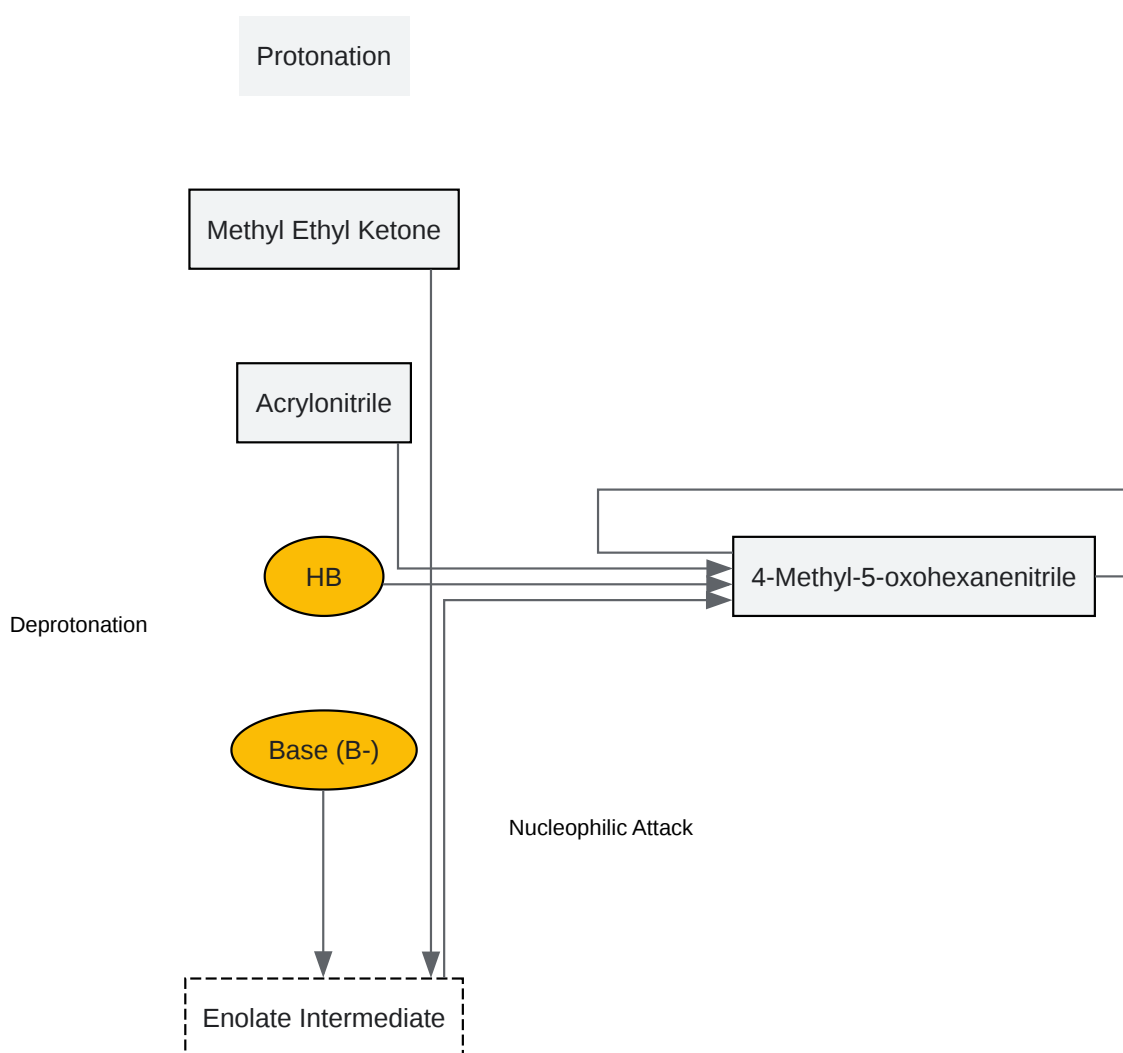 Protonation
Methyl Ethyl Ketone
Acrylonitrile
HB
4-Methyl-5-oxohexanenitrile
Deprotonation
Base (B-)
Nucleophilic Attack
Enolate Intermediate